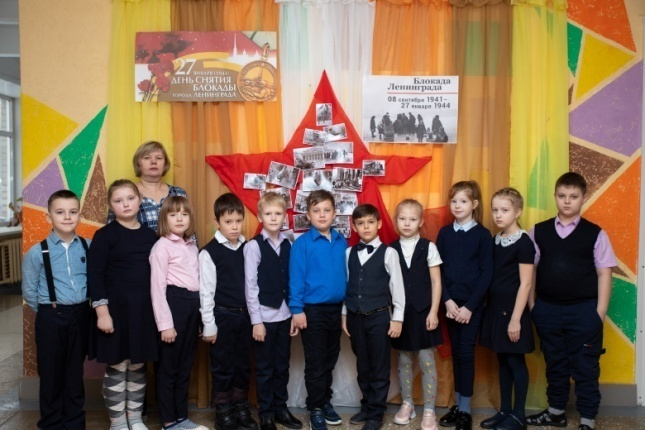 27
ДЕНЬ СНЯТИЯ
БЛОКАДЫ
ГОРОДА ЛЕНИНГРАДА
Блокада
Ленинграда
08 сентября 1941-
27 января 1944